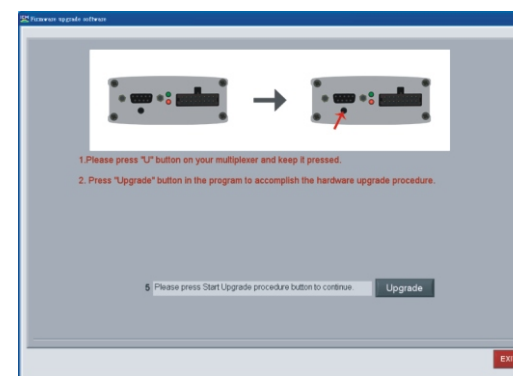 Firmware upgrade software
1.Please press "U" button on your multiplexer and keep it pressed.
2. Press "Upgrade" button in the program to accomplish the hardware upgrade procedure.
5 Please press Start Upgrade procedure button to continue. Upgrade
EXI